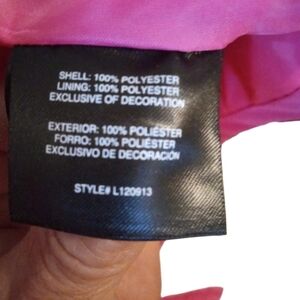 SHELL: 100% POLYESTER
LINING: 100% POLYESTER
EXCLUSIVE OF DECORATION
EXTERIOR: 100% POLIÉSTER
FORRO: 100% POLIÉSTER
EXCLUSIVO DE DECORACIÓN
STYLE# L120913